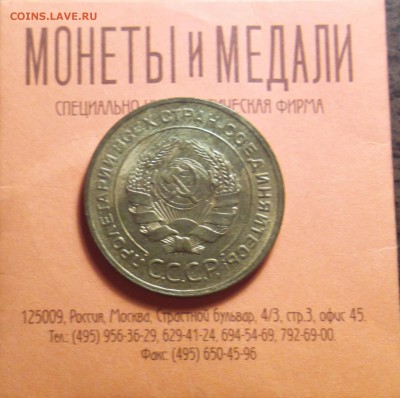 COINS.LAVE.RU
МОНЕТЫ И МЕДАЛИ
СПЕЦИАЛЬНО ФИРМА
ПРОЛЕТАРИИ ВСЕХ СТРАН, СОЕДИНЯЙТЕСЬ!
С.С.С.Р.
125009, Россия, Москва, Страстной бульвар, 4/3, стр.3, офис 45.
Тел.: (495) 956-36-29, 629-41-24, 694-54-69, 792-69-00.
Факс: (495) 650-45-96